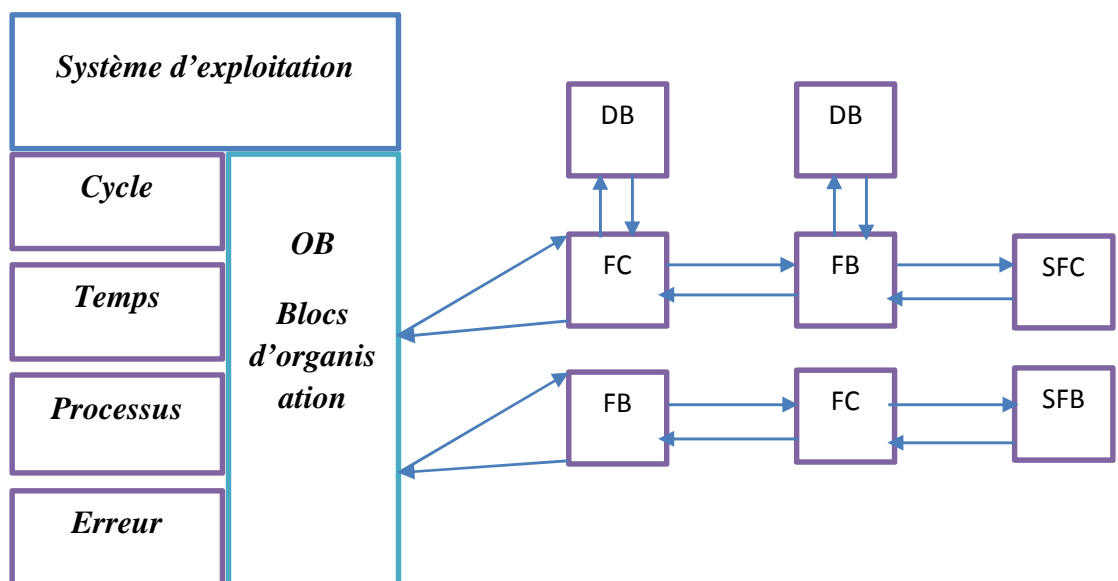 Système d'exploitation
Cycle
Temps
Processus
Erreur
OB
Blocs
d'organis
ation
DB
DB
FC
FB
SFC
FB
FC
SFB